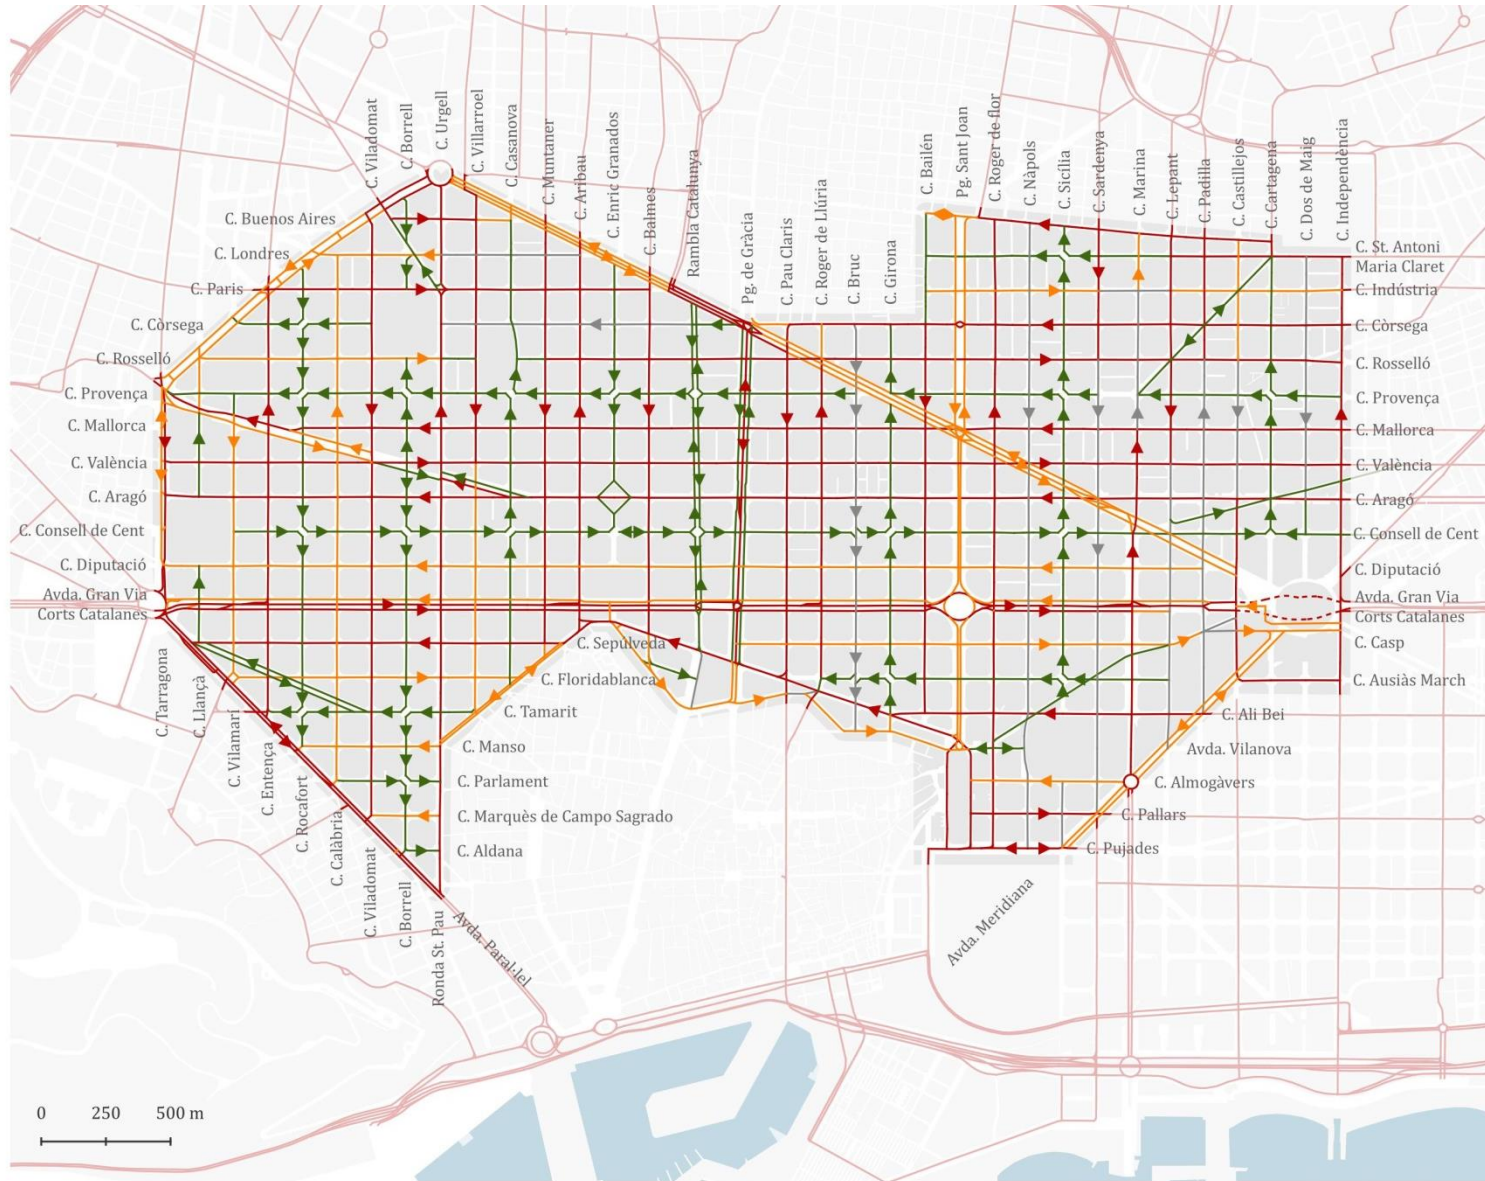 C. Viladomat
C. Borrell
C. Urgell
C. Villarroel
C. Casanova
C. Muntaner
C. Aribau
C. Enric Granados
C. Balmes
Rambla Catalunya
Pg. de Gràcia
C. Pau Claris
C. Roger de Llúria
C. Bruc
C. Girona
C. Bailén
Pg. Sant Joan
C. Roger de flor
C. Nàpols
C. Sicília
C. Sardenya
C. Marina
C. Lepant
C. Padilla
C. Castillejos
C. Cartagena
C. Dos de Maig
C. Independència
C. Buenos Aires
C. Londres
C. Paris
C. Còrsega
C. Rosselló
C. Provença
C. Mallorca
C. València
C. Aragó
C. Consell de Cent
C. Diputació
Avda. Gran Via
Corts Catalanes
C. St. Antoni
Maria Claret
C. Indústria
C. Còrsega
C. Rosselló
C. Provença
C. Mallorca
C. València
C. Aragó
C. Consell de Cent
C. Diputació
Avda. Gran Via
Corts Catalanes
C. Casp
C. Ausiàs March
C. Ali Bei
Avda. Vilanova
C. Almogàvers
C. Pallars
C. Pujades
Avda. Meridiana
C. Sepúlveda
C. Floridablanca
C. Tamarit
C. Manso
C. Parlament
C. Marquès de Campo Sagrado
C. Aldana
C. Tarragona
C. Llançà
C. Vilamarí
C. Entença
C. Rocafort
C. Calàbria
C. Viladomat
C. Borrell
Ronda St. Pau
Avda. Paral·lel
0 250 500 m